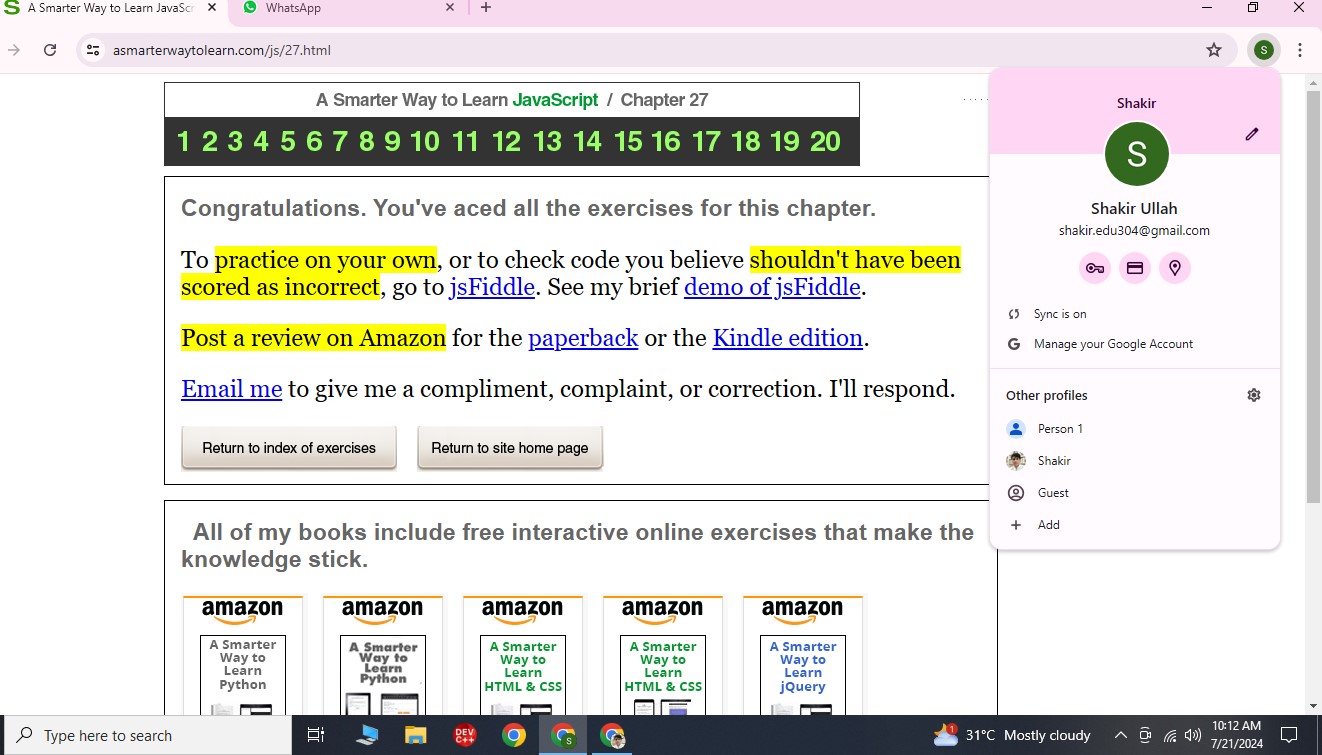 A Smarter Way to Learn JavaScr
WhatsApp
asmarterwaytolearn.com/js/27.html
S
A Smarter Way to Learn JavaScript / Chapter 27
1 2 3 4 5 6 7 8 9 10 11 12 13 14 15 16 17 18 19 20
Congratulations. You've aced all the exercises for this chapter.
To practice on your own, or to check code you believe shouldn't have been
scored as incorrect, go to jsFiddle. See my brief demo of jsFiddle.
Post a review on Amazon for the paperback or the Kindle edition.
Email me to give me a compliment, complaint, or correction. I'll respond.
Return to index of exercises
Return to site home page
All of my books include free interactive online exercises that make the
knowledge stick.
amazon
A Smarter
Way to
Learn
Python
amazon
A Smarter
Way to
Learn
Python
amazon
A Smarter
Way to
Learn
HTML & CSS
amazon
A Smarter
Way to
Learn
HTML & CSS
amazon
A Smarter
Way to
Learn
jQuery
Shakir
S
Shakir Ullah
shakir.edu304@gmail.com
Sync is on
Manage your Google Account
Other profiles
Person 1
Shakir
Guest
Add
Type here to search
DEV
C++
S
1
31°C Mostly cloudy
10:12 AM
7/21/2024